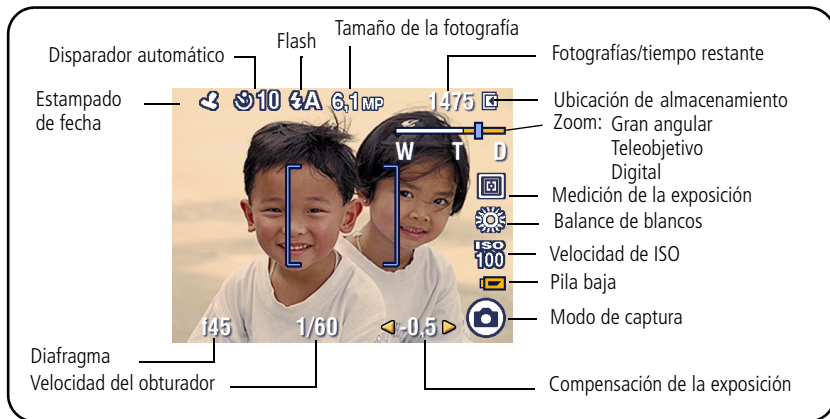 Tamaño de la fotografía
Flash
Disparador automático
Fotografías/tiempo restante
Estampado
de fecha
10 A 6,1 MP 1475
Ubicación de almacenamiento
Zoom: Gran angular
Teleobjetivo
Digital
W T D
Medición de la exposición
Balance de blancos
ISO
100
Velocidad de ISO
Pila baja
Modo de captura
f45 1/60 -0,5
Diafragma
Velocidad del obturador
Compensación de la exposición